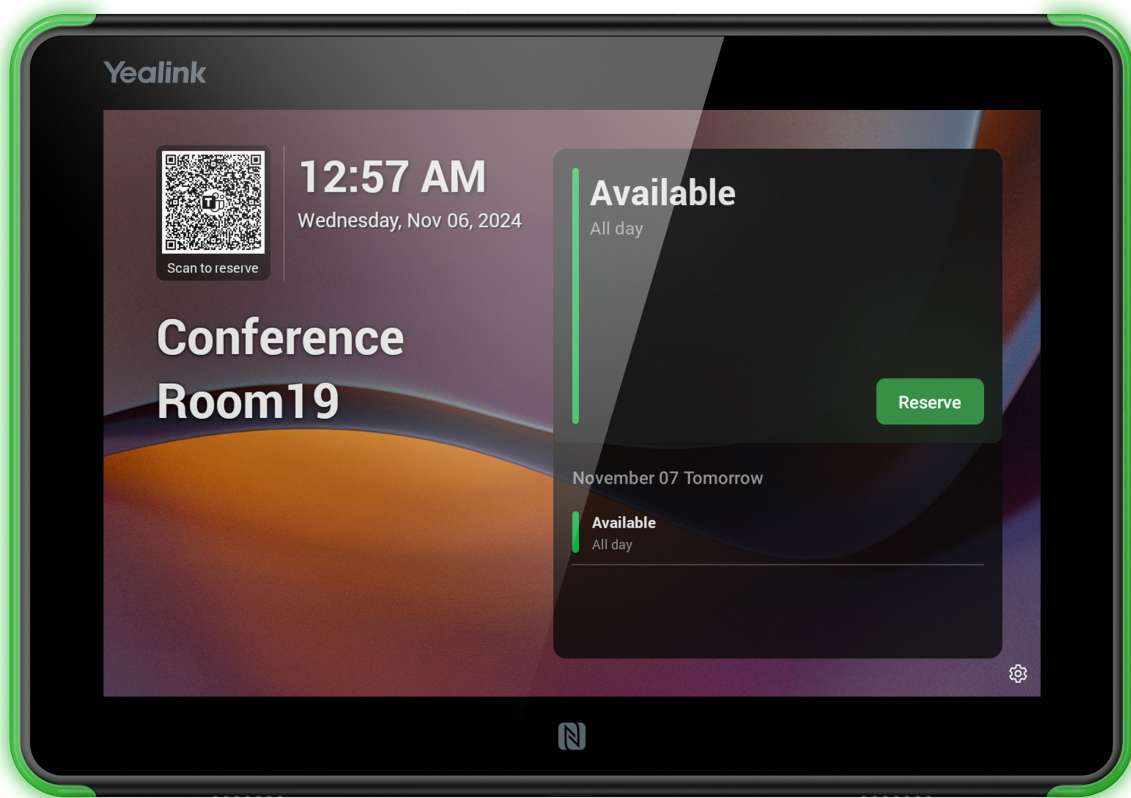 Yealink
12:57 AM
Wednesday, Nov 06, 2024
Scan to reserve
Conference
Room19
Available
All day
Reserve
November 07 Tomorrow
Available
All day